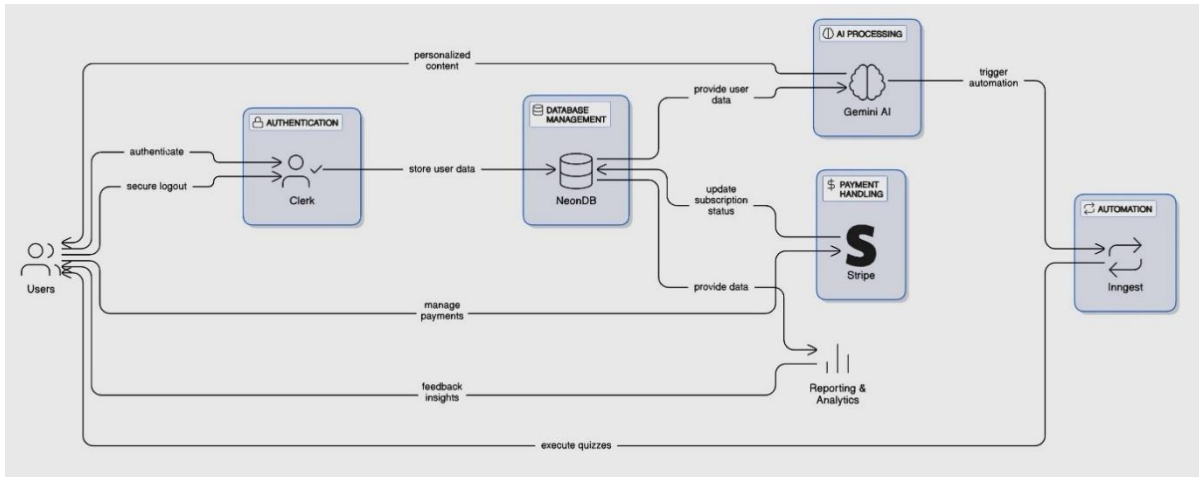 AI PROCESSING
personalized
content
trigger
automation
provide user
data
Gemini AI
DATABASE
MANAGEMENT
AUTHENTICATION
authenticate
store user data
secure logout
Clerk
NeonDB
update
subscription
status
$ PAYMENT
HANDLING
S
Stripe
AUTOMATION
Inngest
Users
provide data
manage
payments
Reporting &
Analytics
feedback
insights
execute quizzes